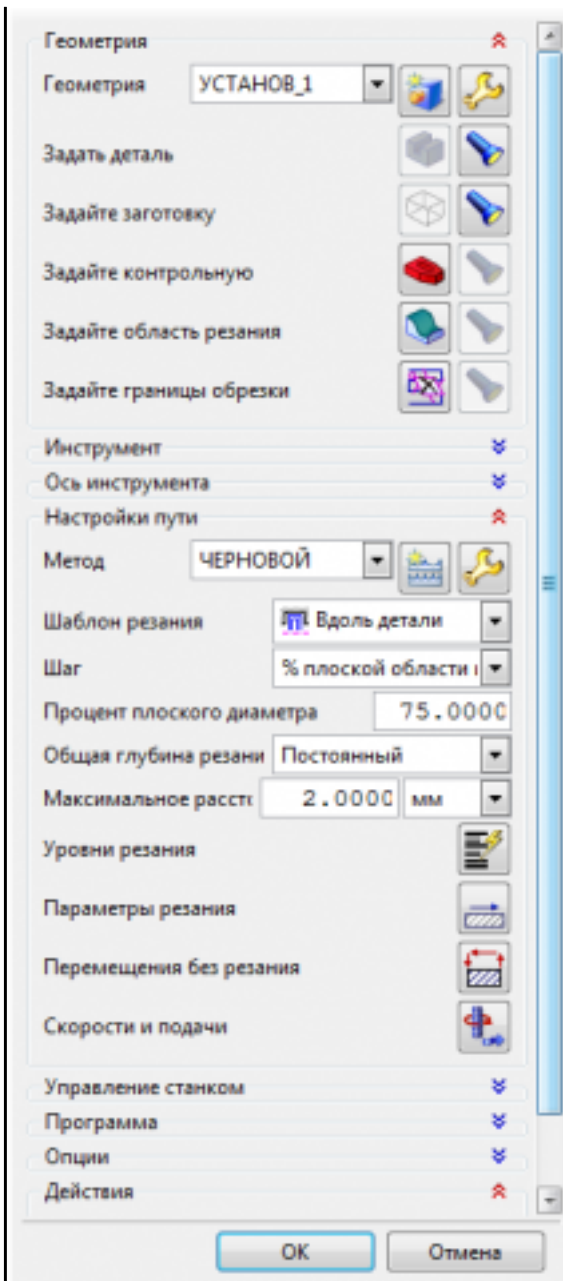 Геометрия
Геометрия УСТАНОВ_1
Задать деталь
Задайте заготовку
Задайте контрольную
Задайте область резания
Задайте границы обрезки
Инструмент
Ось инструмента
Настройки пути
Метод ЧЕРНОВОЙ
Шаблон резания Вдоль детали
Шаг % плоской области
Процент плоского диаметра 75.0000
Общая глубина резани Постоянный
Максимальное расстс 2.0000 мм
Уровни резания
Параметры резания
Перемещения без резания
Скорости и подачи
Управление станком
Программа
Опции
Действия
OK Отмена